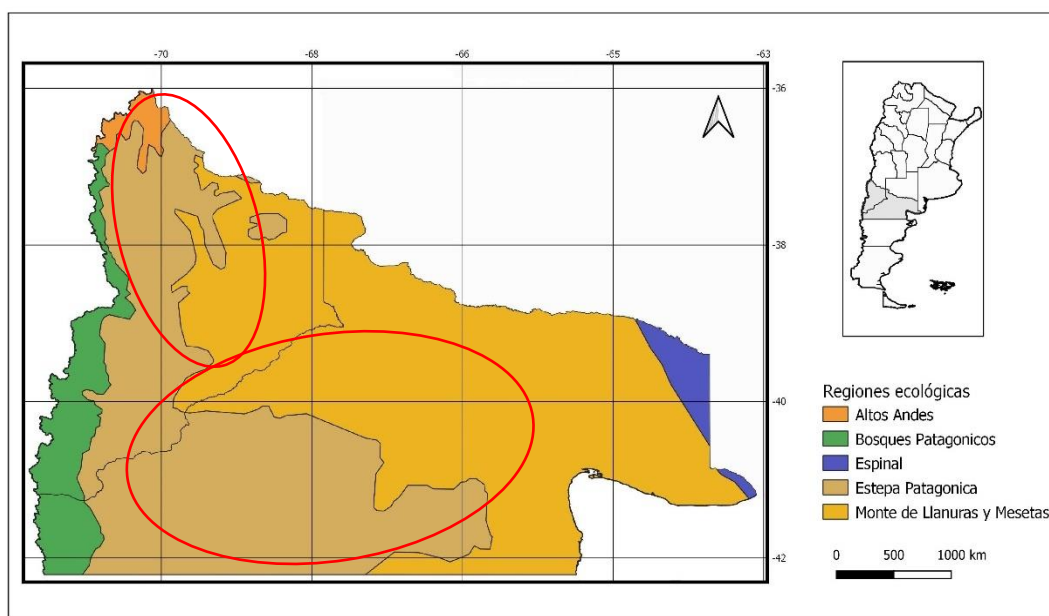 -70 -68 -66 -65 -63
-36
-38
-40
-42
Regiones ecológicas
Altos Andes
Bosques Patagonicos
Espinal
Estepa Patagonica
Monte de Llanuras y Mesetas
0 500 1000 km